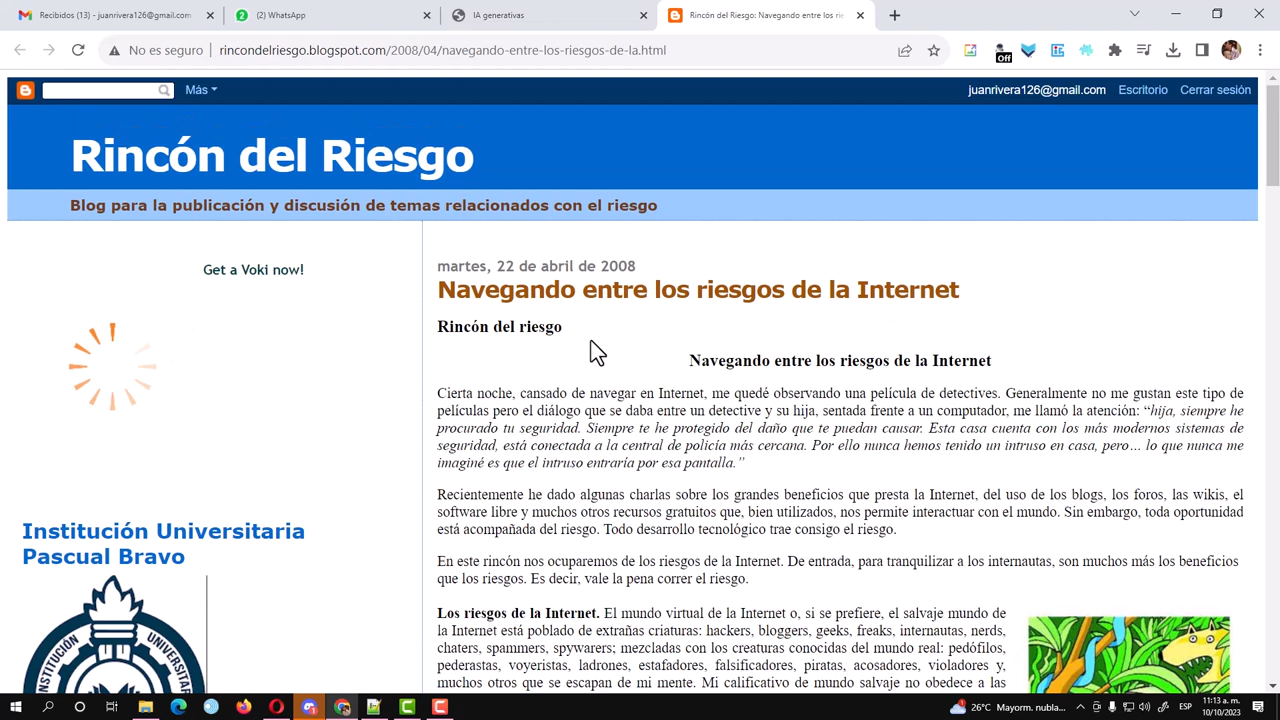 Recibidos (13) - juanrivera126@gmail.com
(2) WhatsApp
IA generativas
Rincón del Riesgo: Navegando entre los ri
No es seguro
rincondelriesgo.blogspot.com/2008/04/navegando-entre-los-riesgos-de-la.html
Off
Más
juanrivera126@gmail.com
Escritorio
Cerrar sesión
Rincón del Riesgo
Blog para la publicación y discusión de temas relacionados con el riesgo
Get a Voki now!
Institución Universitaria
Pascual Bravo
INSTITUCIÓN UNIVERSITARIA
martes, 22 de abril de 2008
Navegando entre los riesgos de la Internet
Rincón del riesgo
Navegando entre los riesgos de la Internet
Cierta noche, cansado de navegar en Internet, me quedé observando una película de detectives. Generalmente no me gustan este tipo de
películas pero el diálogo que se daba entre un detective y su hija, sentada frente a un computador, me llamó la atención: “hija, siempre he
procurado tu seguridad. Siempre te he protegido del daño que te puedan causar. Esta casa cuenta con los más modernos sistemas de
seguridad, está conectada a la central de policía más cercana. Por ello nunca hemos tenido un intruso en casa, pero… lo que nunca me
imaginé es que el intruso entraría por esa pantalla.”
Recientemente he dado algunas charlas sobre los grandes beneficios que presta la Internet, del uso de los blogs, los foros, las wikis, el
software libre y muchos otros recursos gratuitos que, bien utilizados, nos permite interactuar con el mundo. Sin embargo, toda oportunidad
está acompañada del riesgo. Todo desarrollo tecnológico trae consigo el riesgo.
En este rincón nos ocuparemos de los riesgos de la Internet. De entrada, para tranquilizar a los internautas, son muchos más los beneficios
que los riesgos. Es decir, vale la pena correr el riesgo.
Los riesgos de la Internet. El mundo virtual de la Internet o, si se prefiere, el salvaje mundo de
la Internet está poblado de extrañas criaturas: hackers, bloggers, geeks, freaks, internautas, nerds,
chaters, spammers, spywarers; mezcladas con los creaturas conocidas del mundo real: pedófilos,
pederastas, voyeristas, ladrones, estafadores, falsificadores, piratas, acosadores, violadores y,
muchos otros que se escapan de mi mente. Mi calificativo de mundo salvaje no obedece a las
26°C Mayorm. nubla...
ESP
11:13 a. m.
10/10/2023